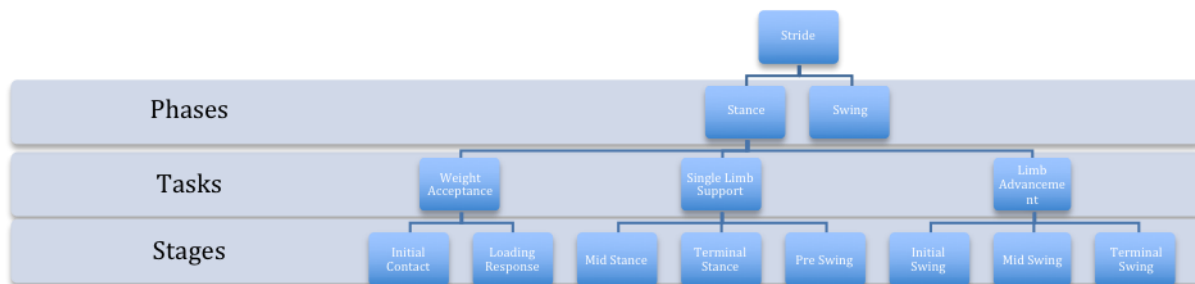 Stride
Phases
Stance
Swing
Tasks
Weight
Acceptance
Single Limb
Support
Limb
Advanceme
nt
Stages
Initial
Contact
Loading
Response
Mid Stance
Terminal
Stance
Pre Swing
Initial
Swing
Mid Swing
Terminal
Swing